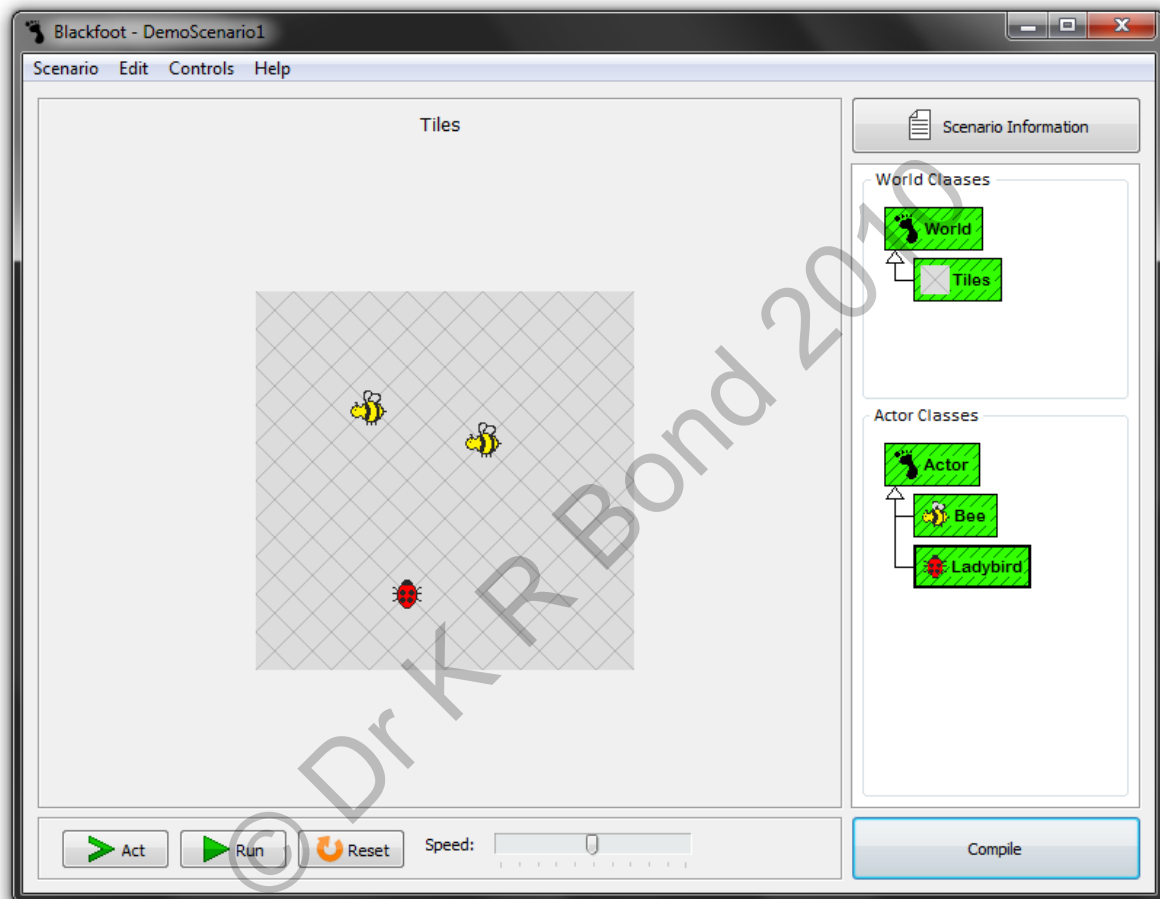 Blackfoot - DemoScenario1
Scenario Edit Controls Help
Tiles
Scenario Information
World Claases
World
Tiles
Actor Classes
Actor
Bee
Ladybird
Act
Run
Reset
Speed:
Compile
© Dr K R Bond 2010